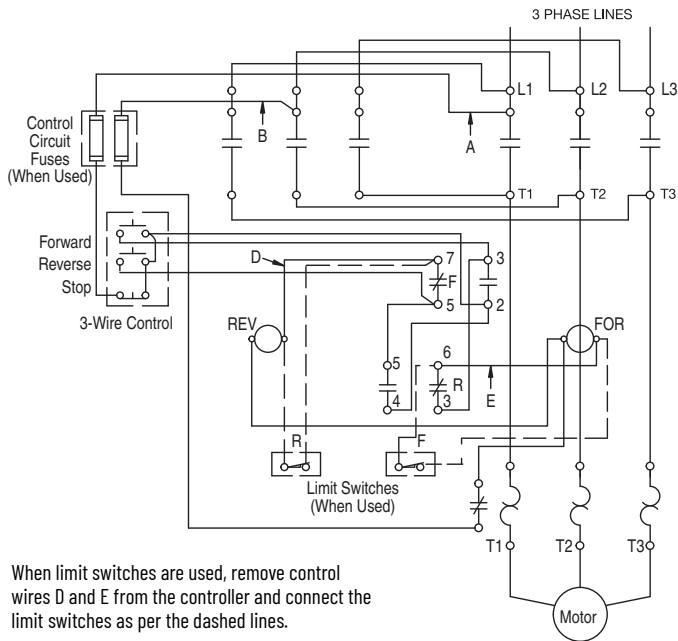 3 PHASE LINES
L1
L2
L3
B
A
Control
Circuit
Fuses
(When Used)
T1
T2
T3
Forward
Reverse
Stop
3-Wire Control
D
7
3
F
5
2
REV
FOR
5
6
R
4
3
E
R
F
Limit Switches
(When Used)
T1
T2
T3
Motor
When limit switches are used, remove control
wires D and E from the controller and connect the
limit switches as per the dashed lines.